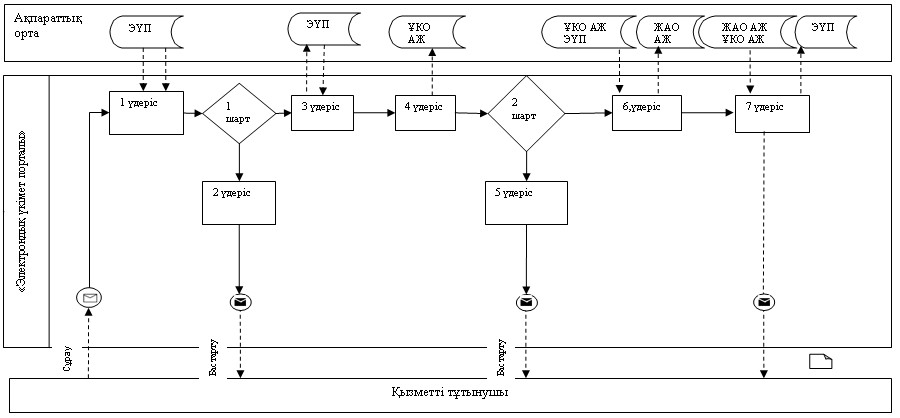 Ақпараттық
орта
ЭҮП
ЭҮП
ҰКО
АЖ
ҰКО АЖ
ЭҮП
ЖАО
АЖ
ЖАО АЖ
ҰКО АЖ
ЭҮП
«Электрондық үкімет порталы»
1 үдеріс
1
шарт
3 үдеріс
4 үдеріс
2
шарт
6,үдеріс
7 үдеріс
2 үдеріс
5 үдеріс
Сұрау
Бас тарту
Бас тарту
Қызметті тұтынушы